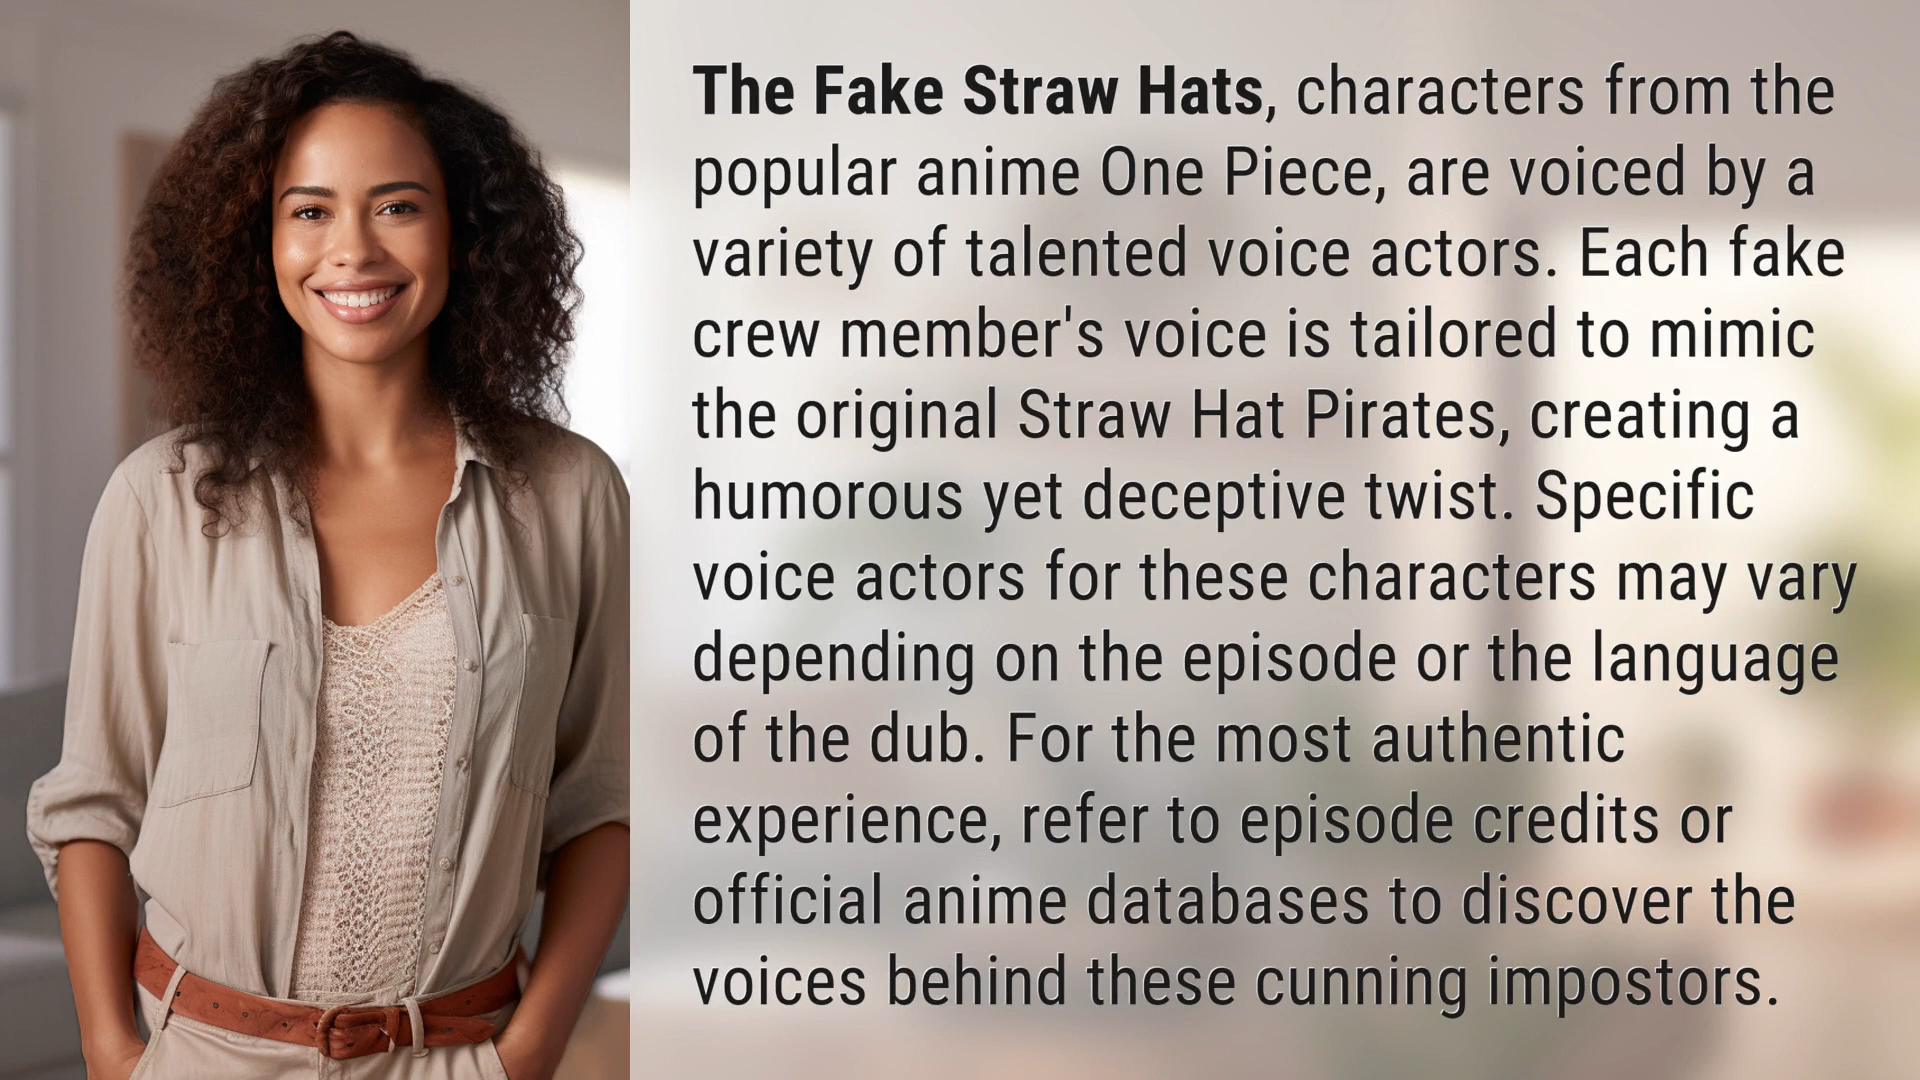 The Fake Straw Hats, characters from the
popular anime One Piece, are voiced by a
variety of talented voice actors. Each fake
crew member's voice is tailored to mimic
the original Straw Hat Pirates, creating a
humorous yet deceptive twist. Specific
voice actors for these characters may vary
depending on the episode or the language
of the dub. For the most authentic
experience, refer to episode credits or
official anime databases to discover the
voices behind these cunning impostors.